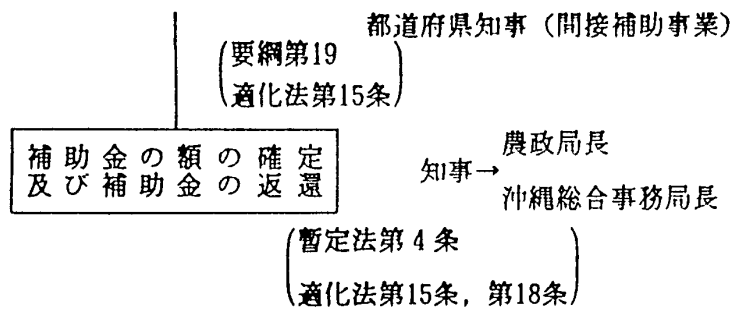 都道府県知事（間接補助事業）
（要綱第19
適化法第15条）
補助金の額の確定
及び補助金の返還
知事→
農政局長
沖縄総合事務局長
（暫定法第4条
適化法第15条，第18条）